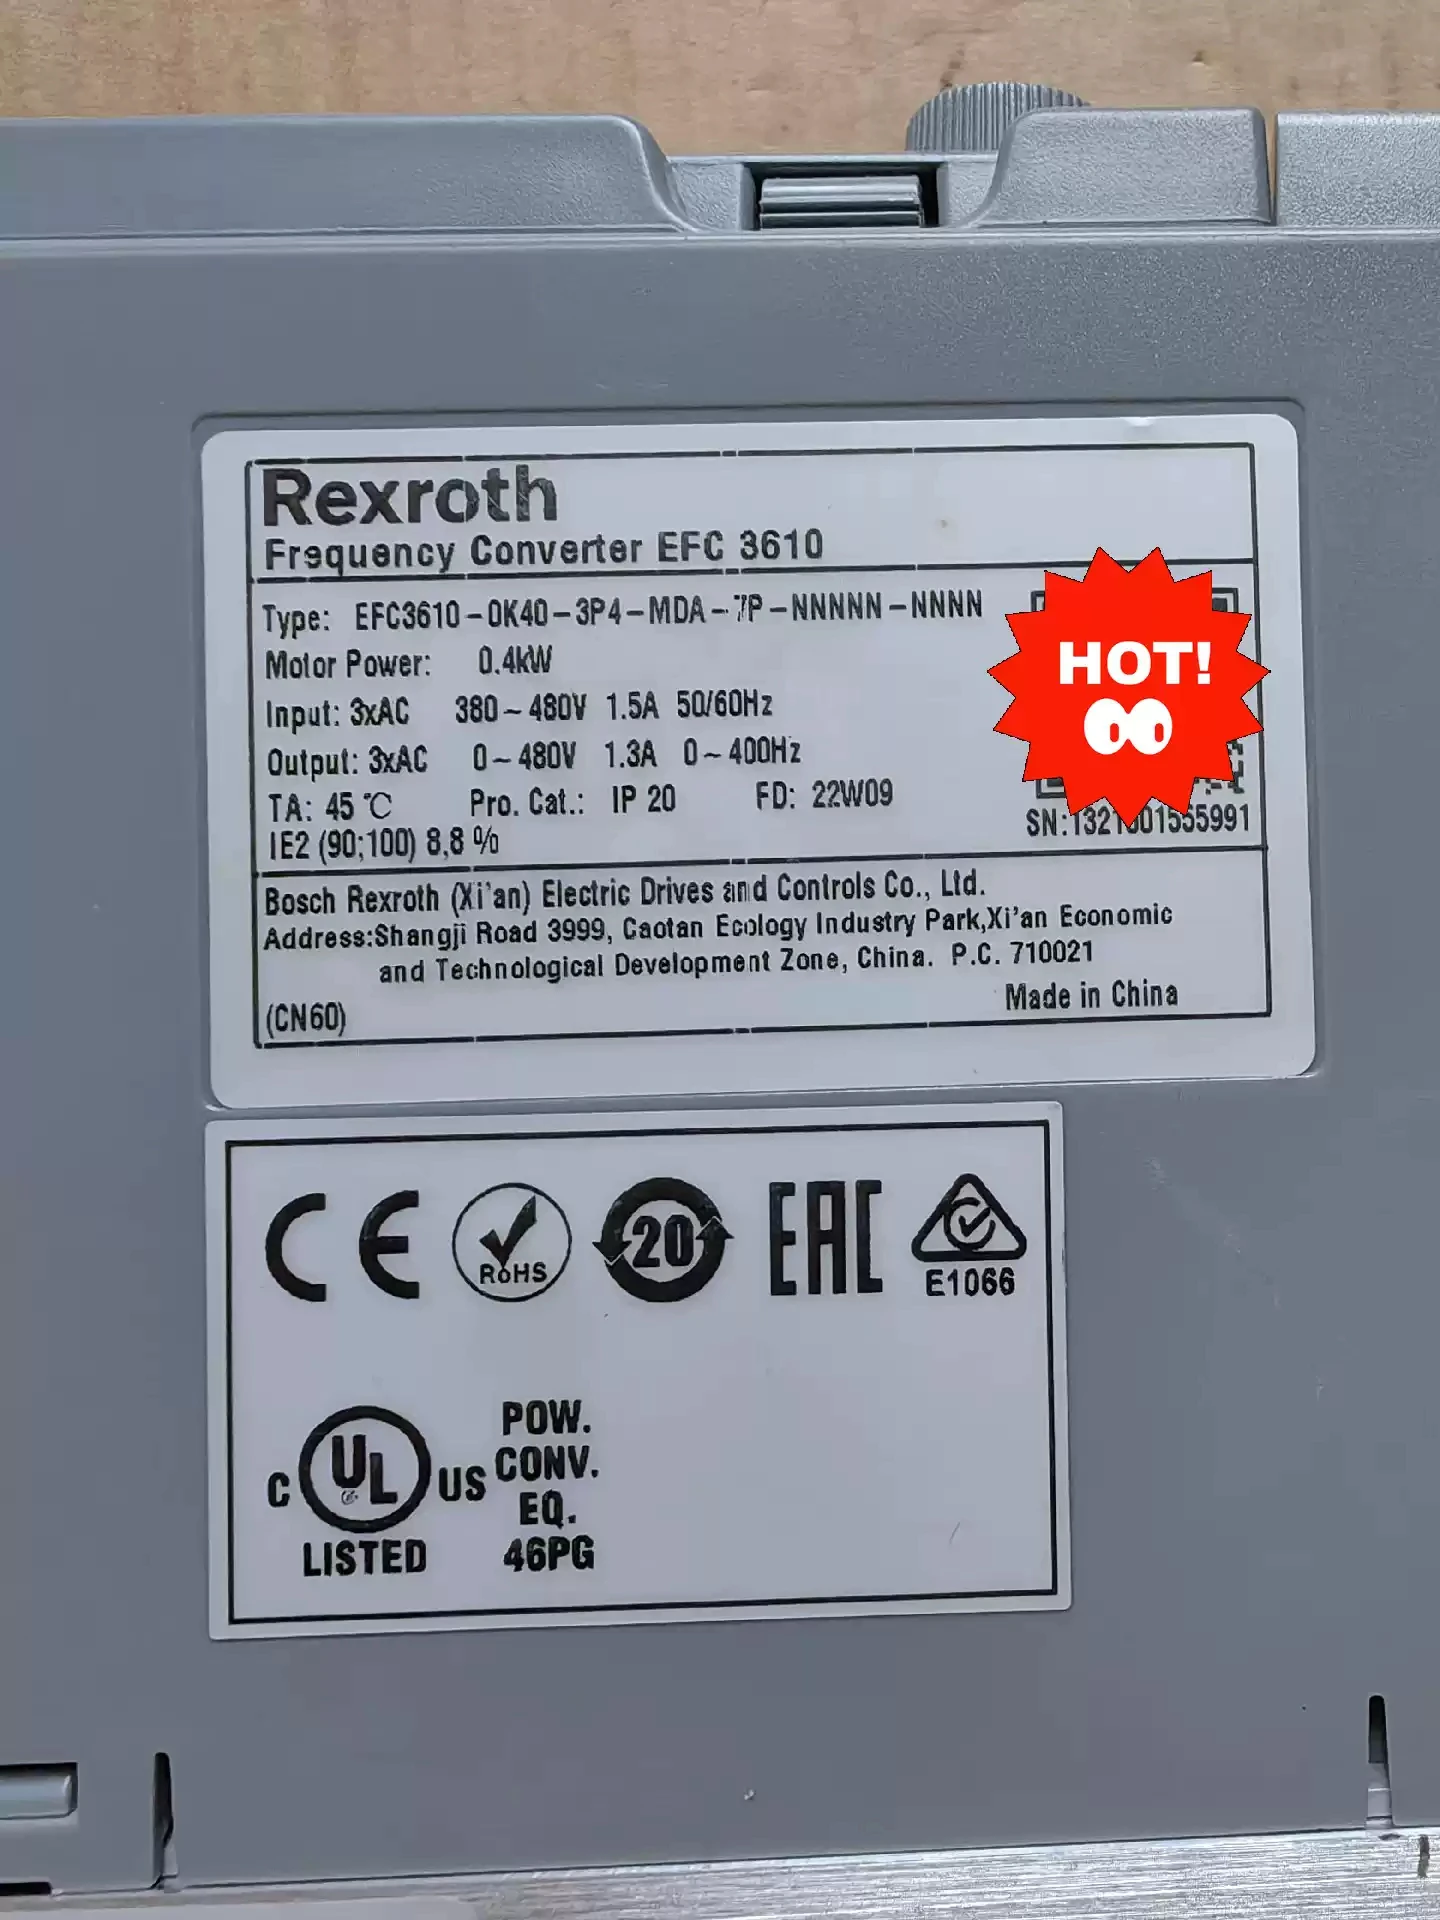 Rexroth
Frequency Converter EFC 3610
Type: EFC3610-0K40-3P4-MDA-7P-NNNNN-NNNN
Motor Power: 0.4kW
Input: 3xAC 380~480V 1.5A 50/60Hz
Output: 3xAC 0~480V 1.3A 0~400Hz
TA: 45℃ Pro. Cat.: IP 20 FD: 22W09
IE2 (90;100) 8,8 %
HOT!
SN:
Bosch Rexroth (Xi'an) Electric Drives and Controls Co., Ltd.
Address:Shangji Road 3999, Caotan Ecology Industry Park,Xi'an Economic
and Technological Development Zone, China. P.C. 710021
Made in China
(CN60)
CE
RoHS
20
EAC
E1066
C UL US
LISTED
POW.
CONV.
EQ.
46PG